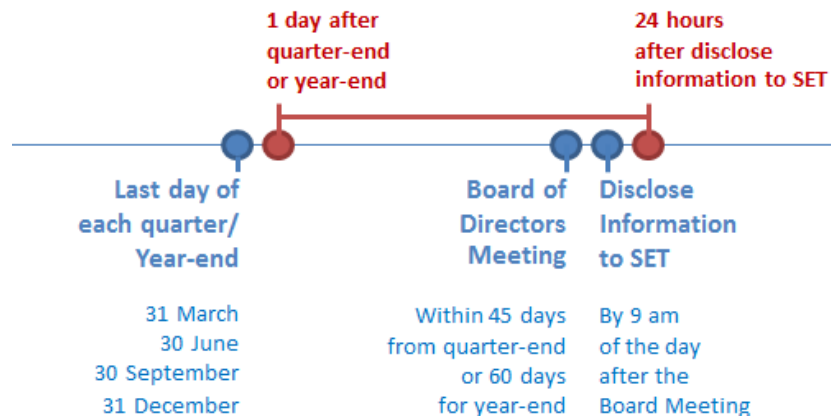 1 day after
quarter-end
or year-end
24 hours
after disclose
information to SET
Last day of
each quarter/
Year-end
31 March
30 June
30 September
31 December
Board of
Directors
Meeting
Within 45 days
from quarter-end
or 60 days
for year-end
Disclose
Information
to SET
By 9 am
of the day
after the
Board Meeting